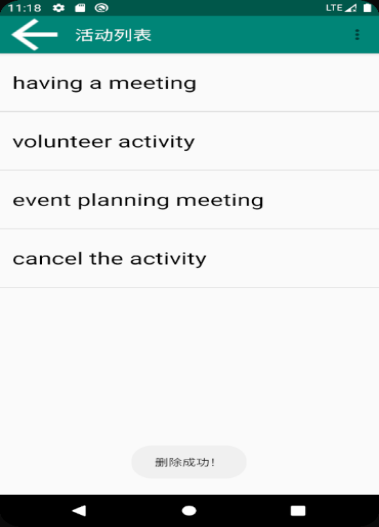 11:18 LTE
活动列表
having a meeting
volunteer activity
event planning meeting
cancel the activity
删除成功!